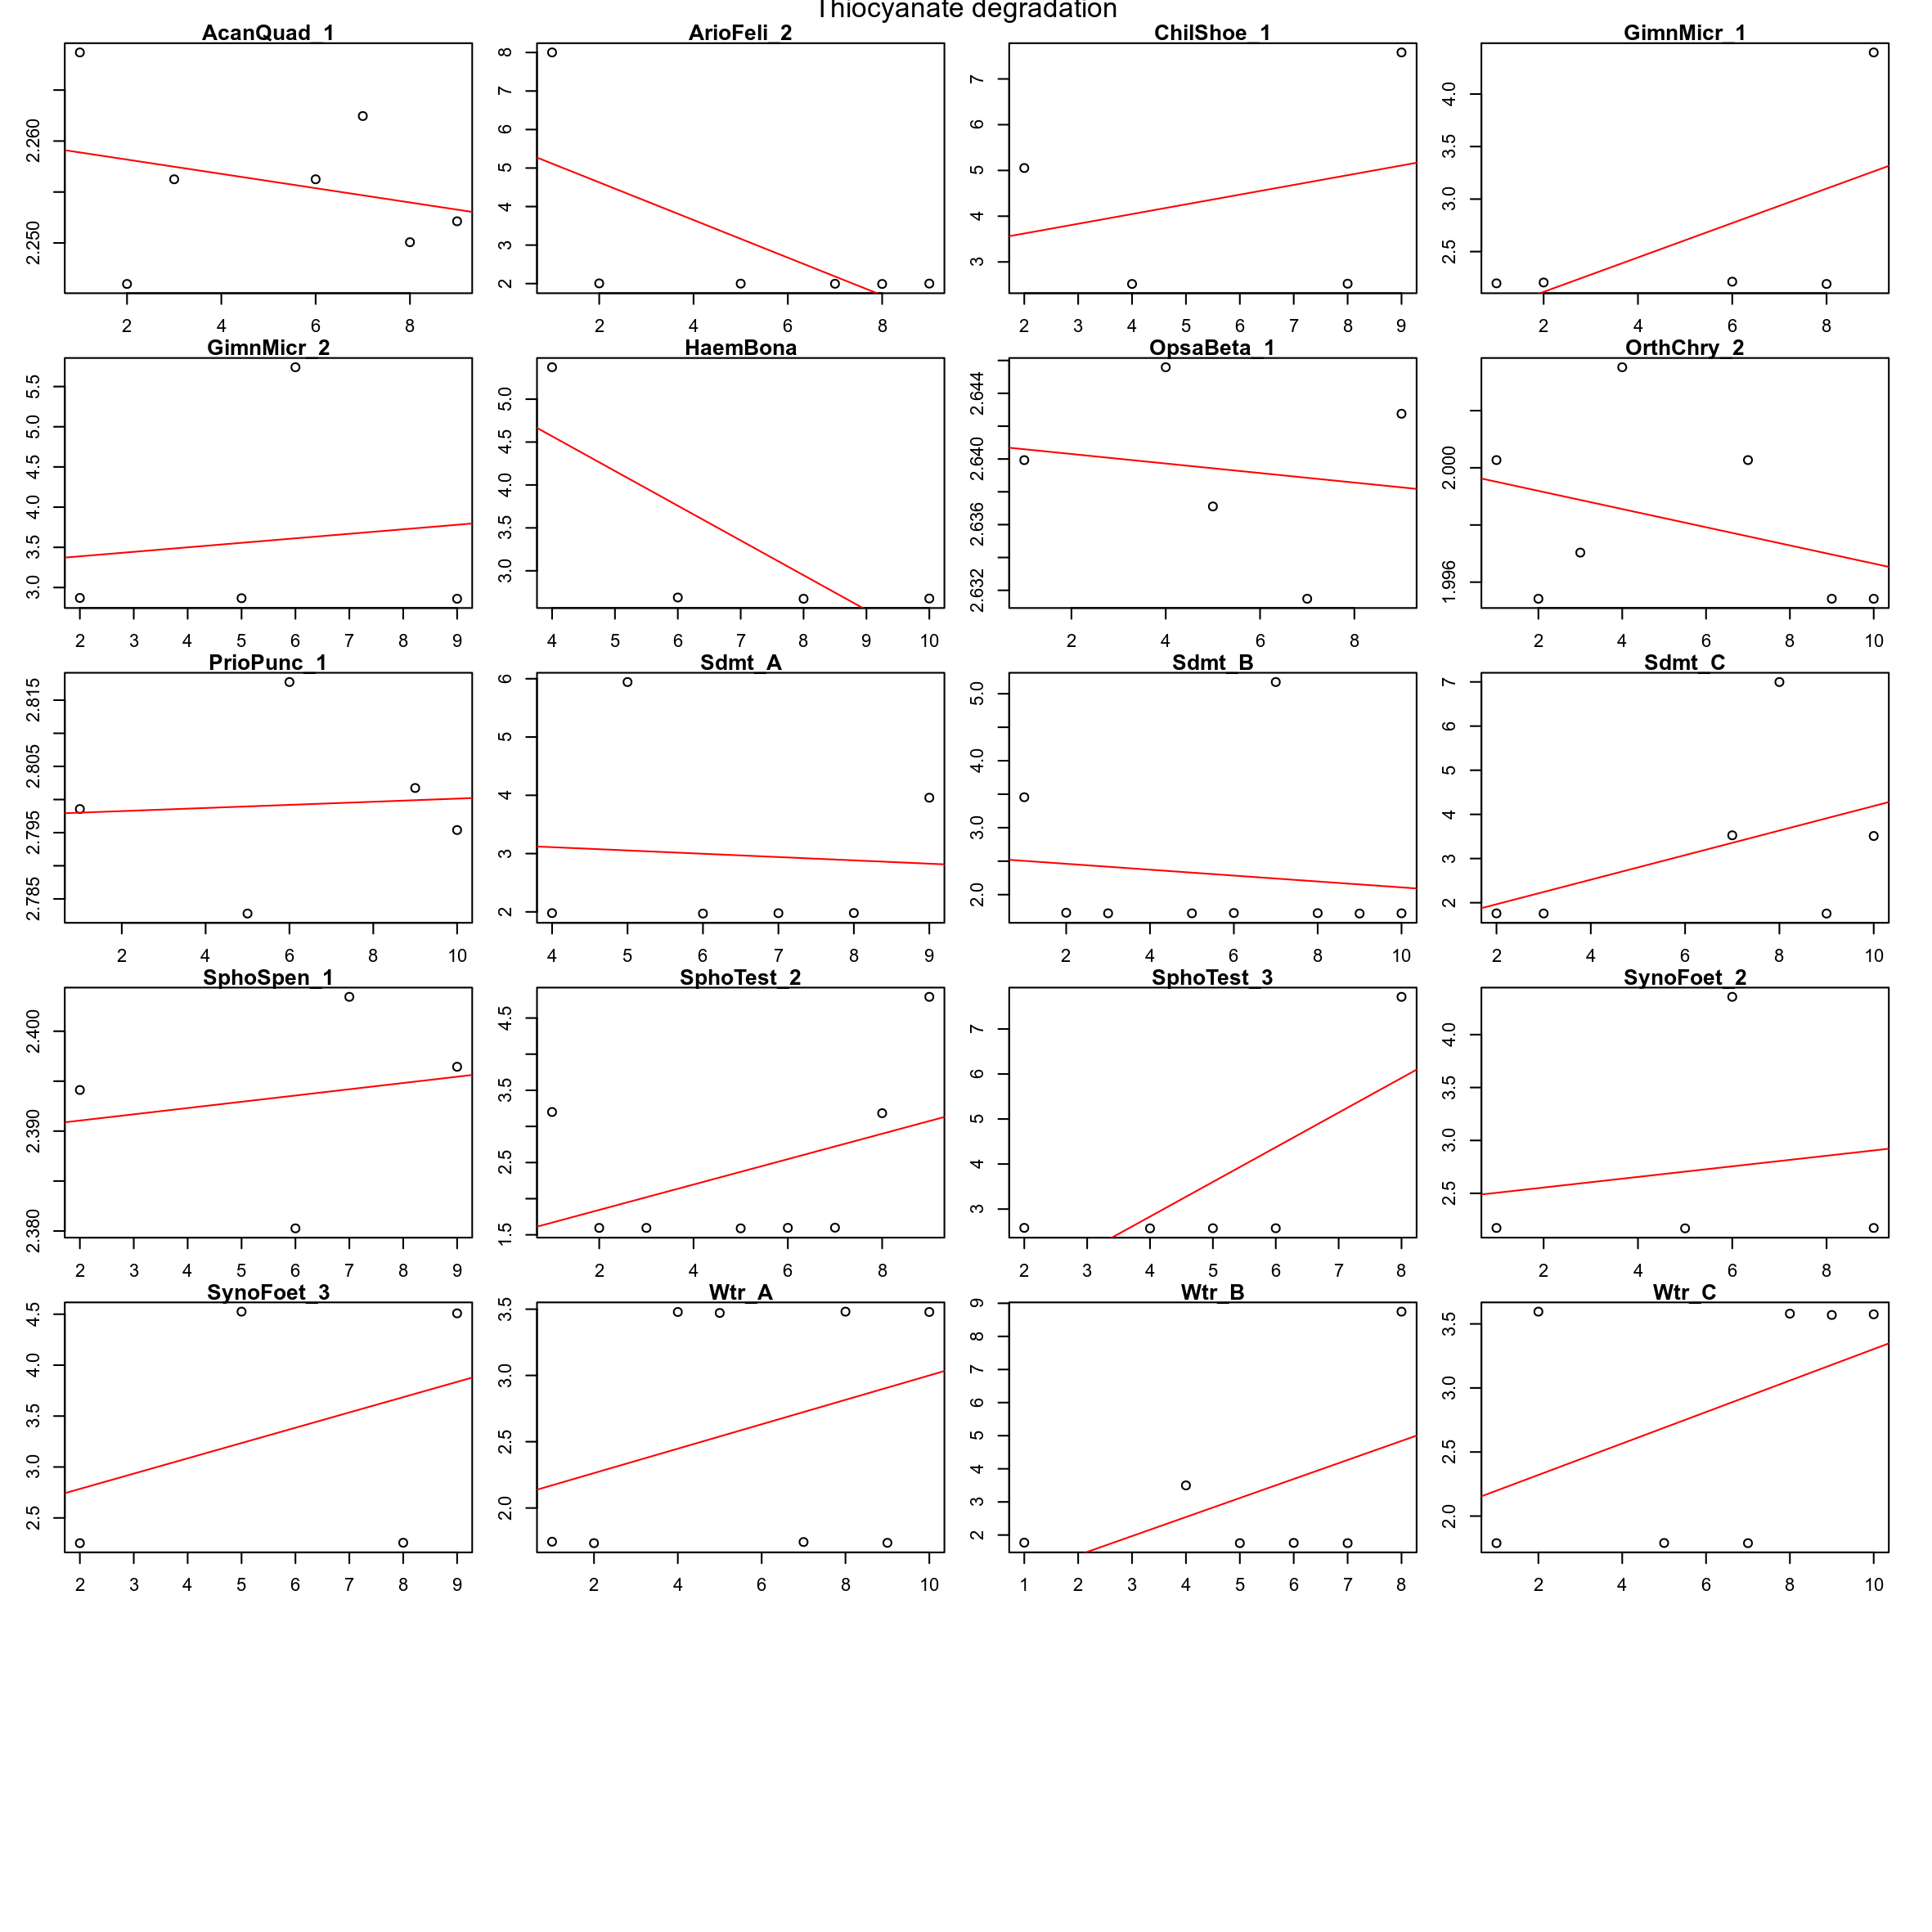 Thiocyanate degradation
AcanQuad_1
2.250 2.260
2 4 6 8
ArioFeli_2
2 3 4 5 6 7 8
2 4 6 8
ChilShoe_1
3 4 5 6 7
2 3 4 5 6 7 8 9
GimnMicr_1
2.5 3.0 3.5 4.0
2 4 6 8
GimnMicr_2
3.0 3.5 4.0 4.5 5.0 5.5
2 3 4 5 6 7 8 9
HaemBona
3.0 3.5 4.0 4.5 5.0
4 5 6 7 8 9 10
OpsaBeta_1
2.632 2.636 2.640 2.644
2 4 6 8
OrthChry_2
1.996 2.000
2 4 6 8 10
PrioPunc_1
2.785 2.795 2.805 2.815
2 4 6 8 10
Sdmt_A
2 3 4 5 6
4 5 6 7 8 9
Sdmt_B
2.0 3.0 4.0 5.0
2 4 6 8 10
Sdmt_C
2 3 4 5 6 7
2 4 6 8 10
SphoSpen_1
2.380 2.390 2.400
2 3 4 5 6 7 8 9
SphoTest_2
1.5 2.5 3.5 4.5
2 4 6 8
SphoTest_3
3 4 5 6 7
2 3 4 5 6 7 8
SynoFoet_2
2.5 3.0 3.5 4.0
2 4 6 8
SynoFoet_3
2.5 3.0 3.5 4.0 4.5
2 3 4 5 6 7 8 9
Wtr_A
2.0 2.5 3.0 3.5
2 4 6 8 10
Wtr_B
2 3 4 5 6 7 8 9
1 2 3 4 5 6 7 8
Wtr_C
2.0 2.5 3.0 3.5
2 4 6 8 10